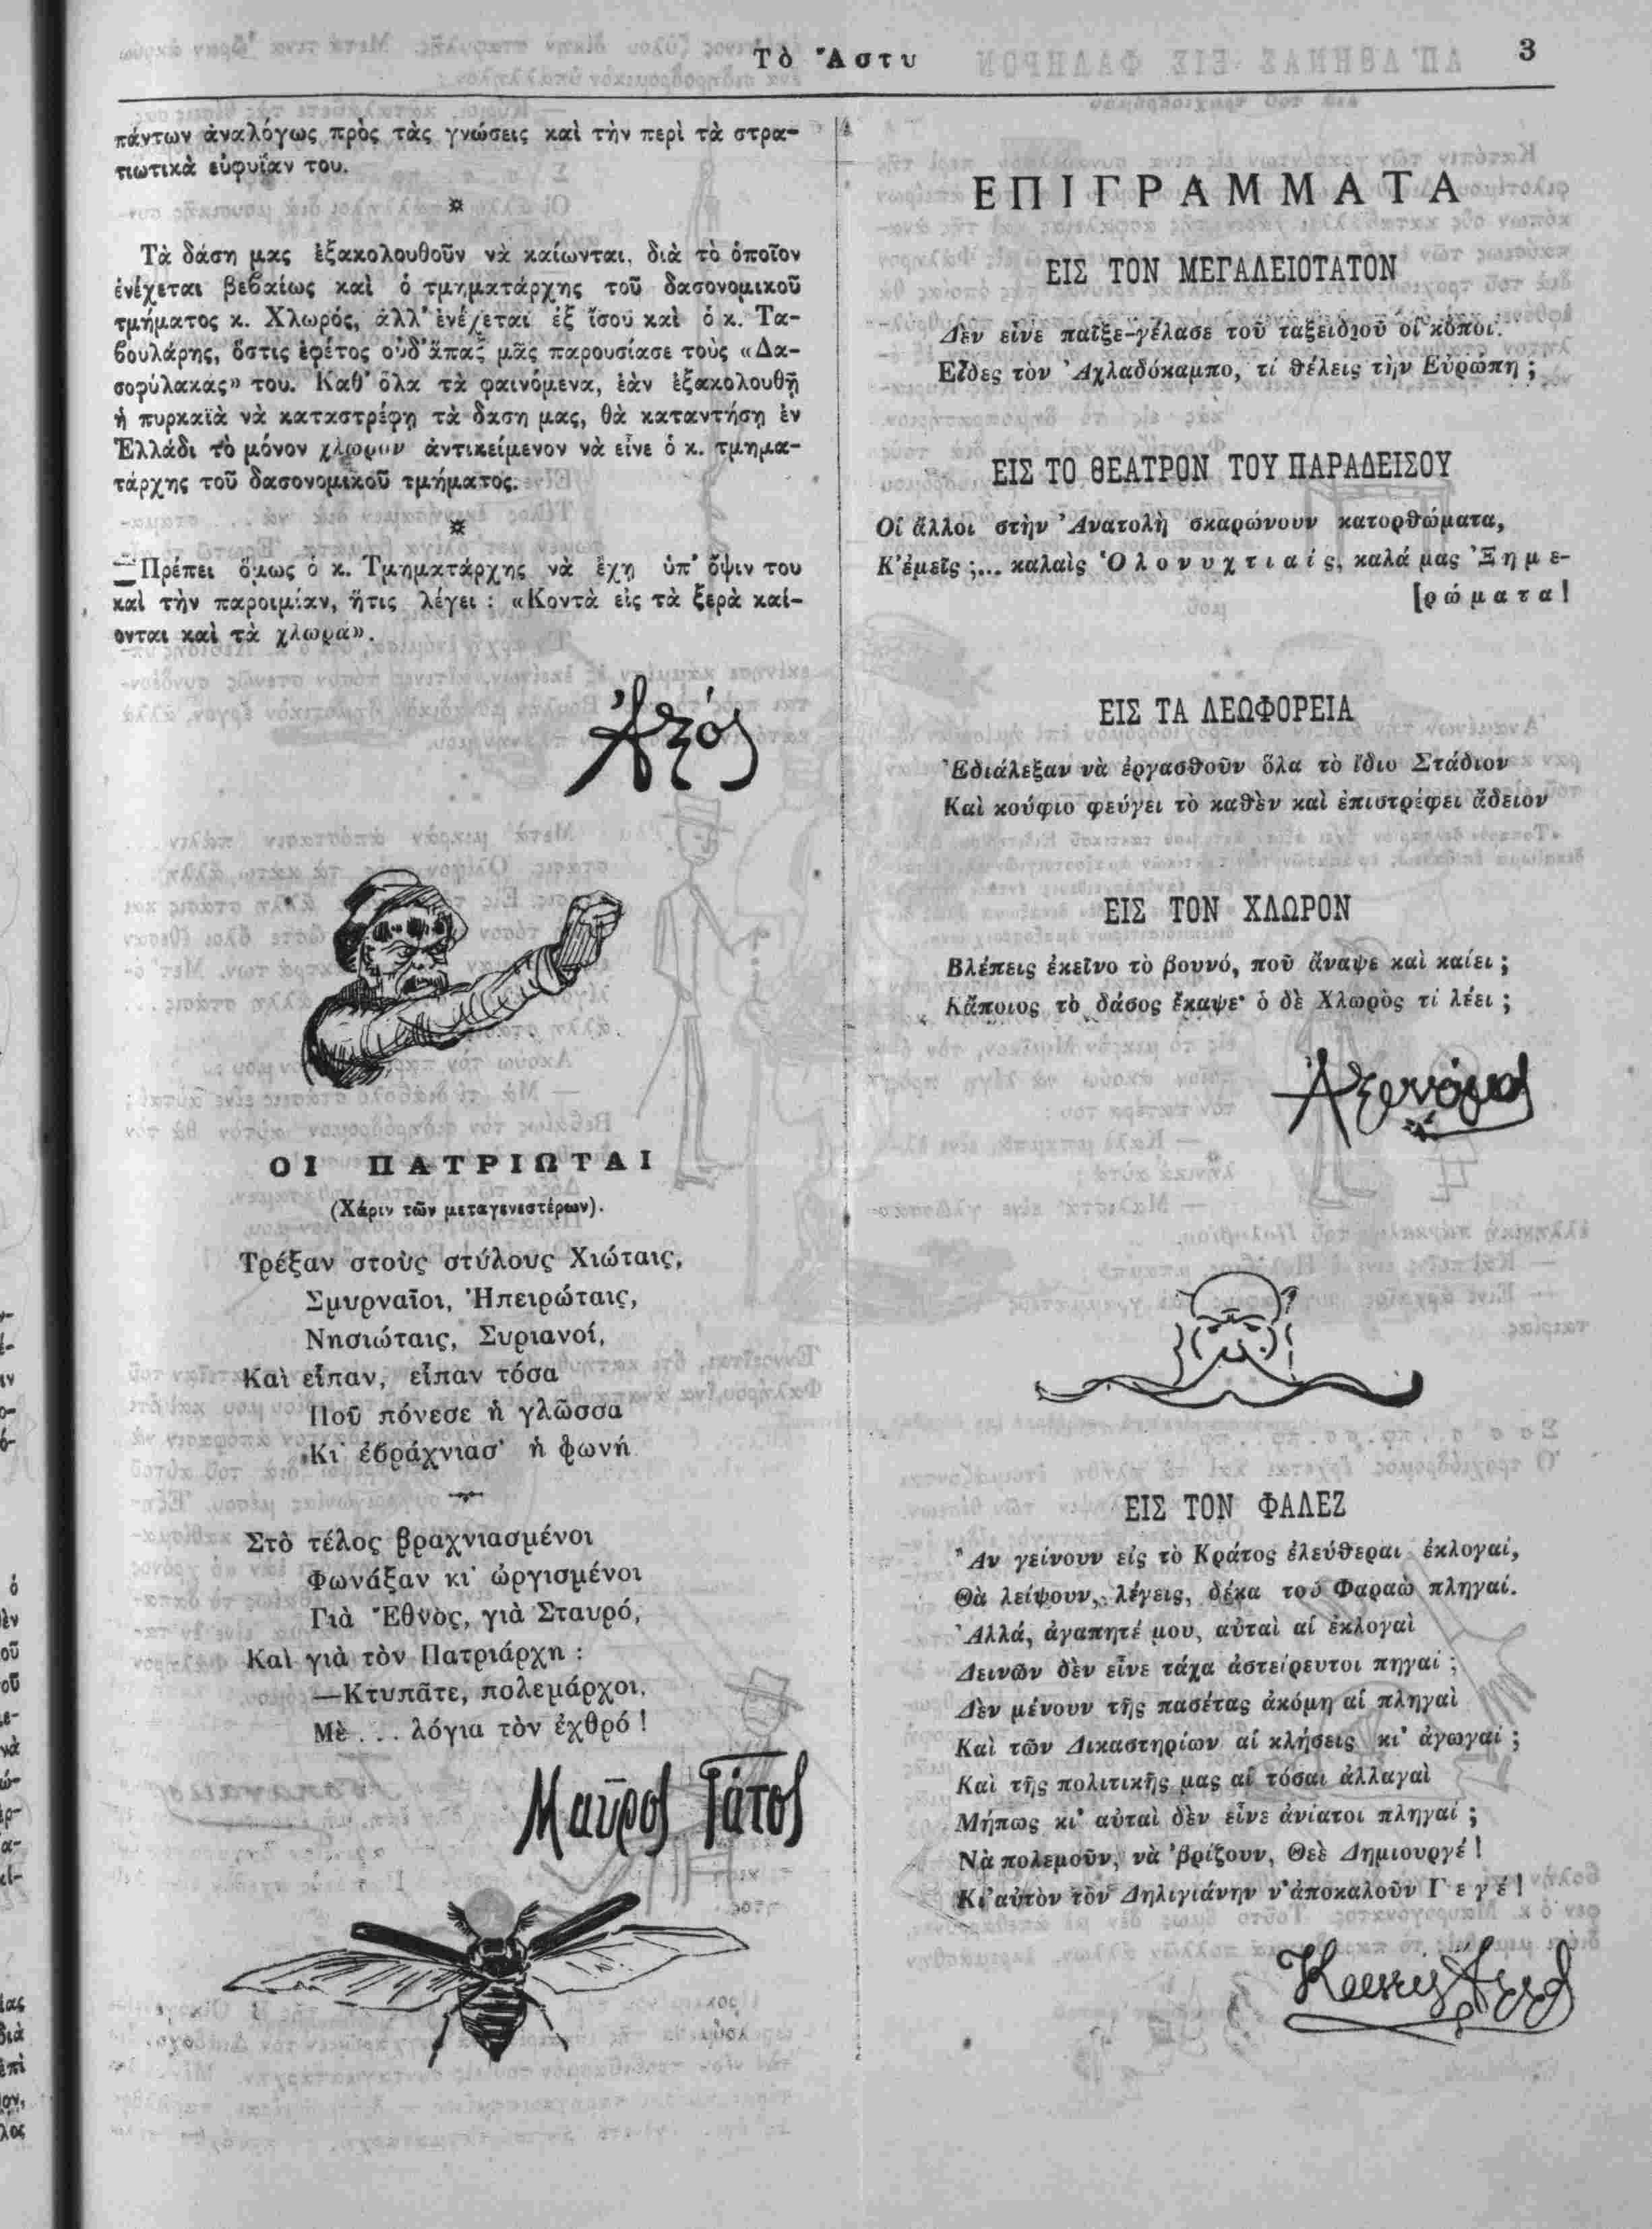 Τὸ Ἄστυ
3
πάντων ἀναλόγως πρὸς τὰς γνώσεις καὶ τὴν περὶ τὰ στρα-
τιωτικὰ εὐφυΐαν του.
Τὰ δάση μας ἐξακολουθοῦν νὰ καίωνται, διὰ τὸ ὁποῖον
ἐνέχεται βεβαίως καὶ ὁ τμηματάρχης τοῦ δασονομικοῦ
τμήματος κ. Χλωρός, ἀλλ' ἐνέχεται ἐξ ἴσου καὶ ὁ κ. Τα-
βουλάρης, ὅστις ἐφέτος οὐδ' ἅπαξ μᾶς παρουσίασε τοὺς «Δα-
σοφύλακας» του. Καθ' ὅλα τὰ φαινόμενα, ἐὰν ἐξακολουθῇ
ἡ πυρκαϊὰ νὰ καταστρέφῃ τὰ δαση μας, θὰ καταντήσῃ ἐν
Ἑλλάδι τὸ μόνον χλωρὸν ἀντικείμενον νὰ εἶνε ὁ κ. τμημα-
τάρχης τοῦ δασονομικοῦ τμήματος.
Πρέπει ὅμως ὁ κ. Τμηματάρχης νὰ ἔχῃ ὑπ' ὄψιν του
καὶ τὴν παροιμίαν, ἥτις λέγει : «Κοντὰ εἰς τὰ ξερὰ καί-
ονται καὶ τὰ χλωρά».
ΟΙ ΠΑΤΡΙΩΤΑΙ
(Χάριν τῶν μεταγενεστέρων).
Τρέξαν στοὺς στύλους Χιώταις,
Σμυρναῖοι, Ἠπειρώταις,
Νησιώταις, Συριανοί,
Καὶ εἶπαν, εἶπαν τόσα
Ποῦ πόνεσε ἡ γλῶσσα
Κι' ἐβράχνιασ' ἡ φωνή
Στὸ τέλος βραχνιασμένοι
Φωνάξαν κι' ὠργισμένοι
Γιὰ Ἔθνος, γιὰ Σταυρό,
Καὶ γιὰ τὸν Πατριάρχη :
—Κτυπᾶτε, πολεμάρχοι,
Μὲ . . . λόγια τὸν ἐχθρό !
Μαῦρος Γάτος
ΕΠΙΓΡΑΜΜΑΤΑ
ΕΙΣ ΤΟΝ ΜΕΓΑΛΕΙΟΤΑΤΟΝ
Δὲν εἶνε παῖξε-γέλασε τοῦ ταξειδιοῦ οἱ κόποι.
Εἶδες τὸν Ἀχλαδόκαμπο, τί θέλεις τὴν Εὐρώπη ;
ΕΙΣ ΤΟ ΘΕΑΤΡΟΝ ΤΟΥ ΠΑΡΑΔΕΙΣΟΥ
Οἱ ἄλλοι στὴν Ἀνατολὴ σκαρώνουν κατορθώματα,
Κ' ἐμεῖς ;... καλαὶς Ὁλονυχτιαίς, καλά μας Ξημε-
[ρώματα!
ΕΙΣ ΤΑ ΛΕΩΦΟΡΕΙΑ
Ἐδιάλεξαν νὰ ἐργασθοῦν ὅλα τὸ ἴδιο Στάδιον
Καὶ κούφιο φεύγει τὸ καθὲν καὶ ἐπιστρέφει ἄδειον
ΕΙΣ ΤΟΝ ΧΛΩΡΟΝ
Βλέπεις ἐκεῖνο τὸ βουνό, ποῦ ἄναψε καὶ καίει ;
Κἄποιος τὸ δάσος ἔκαψε· ὁ δὲ Χλωρὸς τί λέει ;
ΕΙΣ ΤΟΝ ΦΑΛΕΖ
Ἂν γείνουν εἰς τὸ Κράτος ἐλεύθεραι ἐκλογαί,
Θὰ λείψουν, λέγεις, δέκα τοῦ Φαραὼ πληγαί.
Ἀλλά, ἀγαπητέ μου, αὐταὶ αἱ ἐκλογαὶ
Δεινῶν δὲν εἶνε τάχα ἀστείρευτοι πηγαί ;
Δὲν μένουν τῆς πασέτας ἀκόμη αἱ πληγαὶ
Καὶ τῶν Δικαστηρίων αἱ κλήσεις κι' ἀγωγαί ;
Καὶ τῆς πολιτικῆς μας αἱ τόσαι ἀλλαγαὶ
Μήπως κι' αὐταὶ δὲν εἶνε ἀνίατοι πληγαί ;
Νὰ πολεμοῦν, νὰ 'βρίζουν, Θεὲ Δημιουργέ !
Κι' αὐτὸν τὸν Δηλιγιάννην ν' ἀποκαλοῦν Γεγέ !